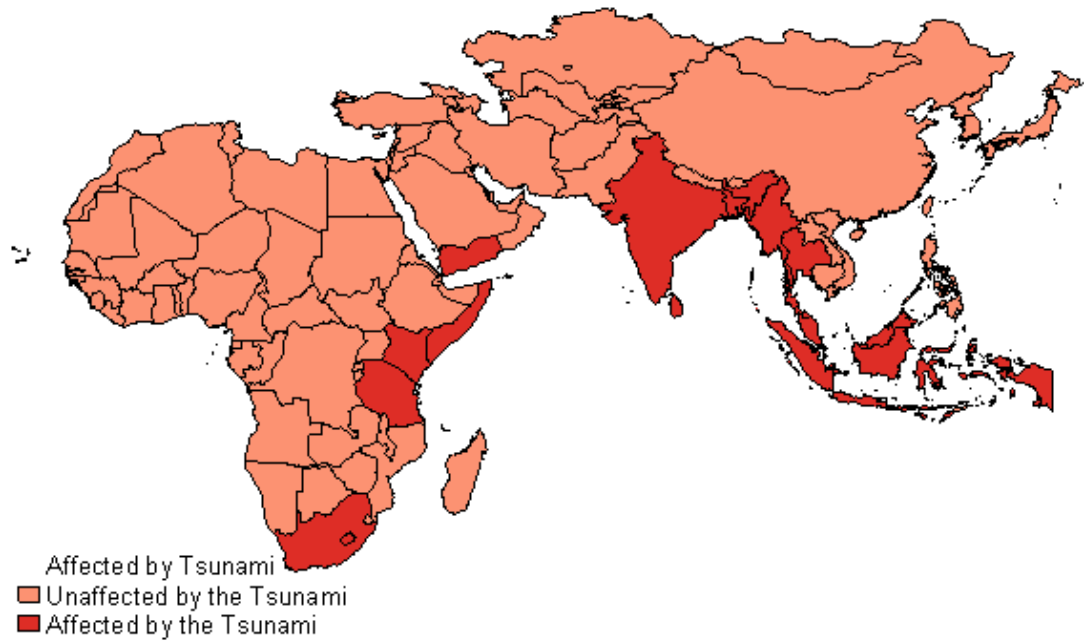 Affected by Tsunami
Unaffected by the Tsunami
Affected by the Tsunami